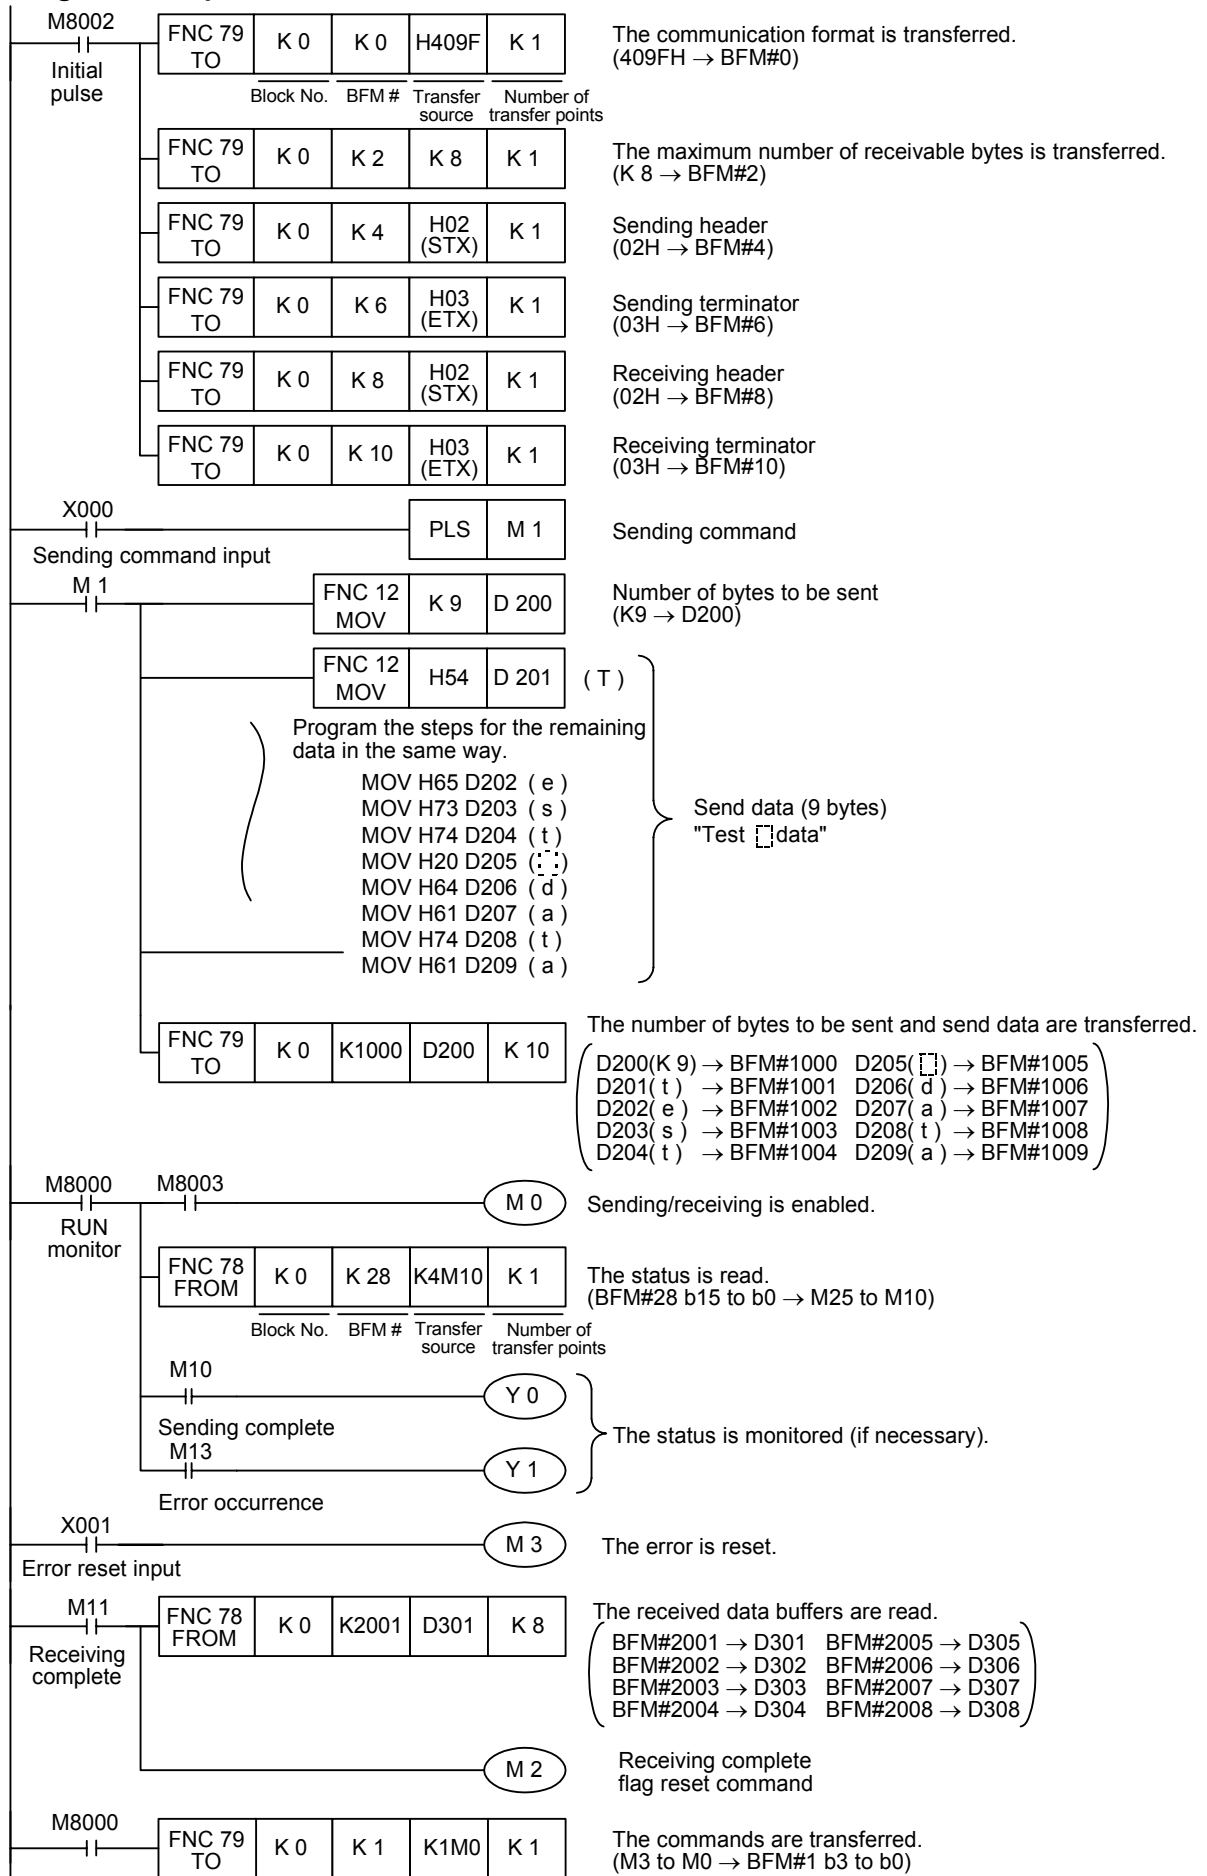 M8002
FNC 79 TO K 0 K 0 H409F K 1
The communication format is transferred.
(409FH → BFM#0)
Initial pulse
Block No. BFM # Transfer source Number of transfer points
FNC 79 TO K 0 K 2 K 8 K 1
The maximum number of receivable bytes is transferred.
(K 8 → BFM#2)
FNC 79 TO K 0 K 4 H02 (STX) K 1
Sending header
(02H → BFM#4)
FNC 79 TO K 0 K 6 H03 (ETX) K 1
Sending terminator
(03H → BFM#6)
FNC 79 TO K 0 K 8 H02 (STX) K 1
Receiving header
(02H → BFM#8)
FNC 79 TO K 0 K 10 H03 (ETX) K 1
Receiving terminator
(03H → BFM#10)
X000
PLS M 1
Sending command
Sending command input
M 1
FNC 12 MOV K 9 D 200
Number of bytes to be sent
(K9 → D200)
FNC 12 MOV H54 D 201 ( T )
Program the steps for the remaining
data in the same way.
MOV H65 D202 ( e )
MOV H73 D203 ( s )
MOV H74 D204 ( t )
MOV H20 D205 ( )
MOV H64 D206 ( d )
MOV H61 D207 ( a )
MOV H74 D208 ( t )
MOV H61 D209 ( a )
Send data (9 bytes)
"Test data"
The number of bytes to be sent and send data are transferred.
FNC 79 TO K 0 K1000 D200 K 10
D200(K 9) → BFM#1000 D205( ) → BFM#1005
D201( t ) → BFM#1001 D206( d ) → BFM#1006
D202( e ) → BFM#1002 D207( a ) → BFM#1007
D203( s ) → BFM#1003 D208( t ) → BFM#1008
D204( t ) → BFM#1004 D209( a ) → BFM#1009
M8000 M8003
M 0
Sending/receiving is enabled.
RUN monitor
FNC 78 FROM K 0 K 28 K4M10 K 1
The status is read.
(BFM#28 b15 to b0 → M25 to M10)
Block No. BFM # Transfer source Number of transfer points
M10
Y 0
Sending complete
The status is monitored (if necessary).
M13
Y 1
Error occurrence
X001
M 3
The error is reset.
Error reset input
M11
FNC 78 FROM K 0 K2001 D301 K 8
The received data buffers are read.
Receiving complete
BFM#2001 → D301 BFM#2005 → D305
BFM#2002 → D302 BFM#2006 → D306
BFM#2003 → D303 BFM#2007 → D307
BFM#2004 → D304 BFM#2008 → D308
M 2
Receiving complete
flag reset command
M8000
FNC 79 TO K 0 K 1 K1M0 K 1
The commands are transferred.
(M3 to M0 → BFM#1 b3 to b0)